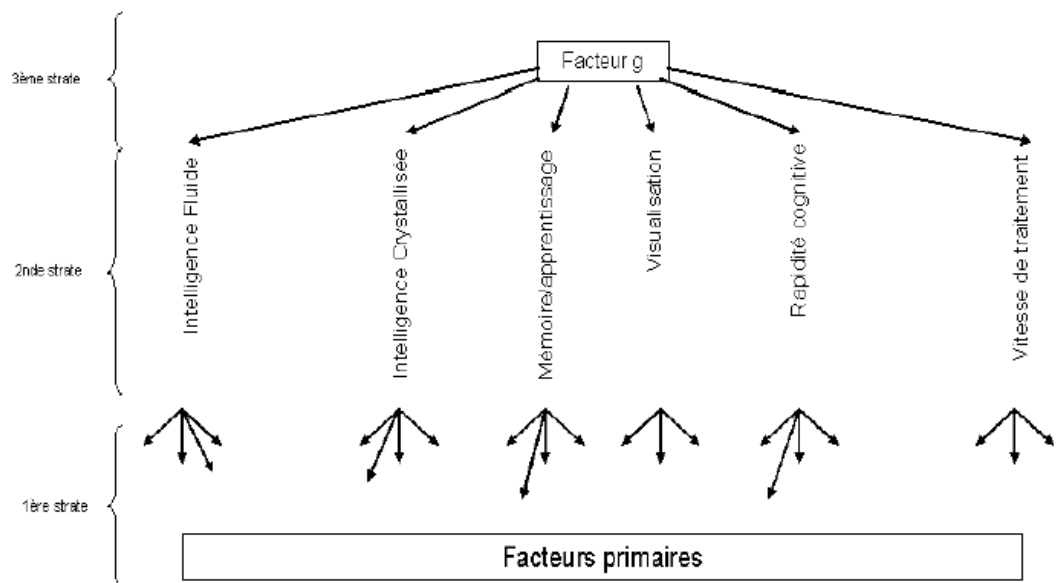 Facteur g
3ème strate
Intelligence Fluide
Intelligence Crystallisée
Mémoire/apprentissage
Visualisation
Rapidité cognitive
Vitesse de traitement
2nde strate
1ère strate
Facteurs primaires